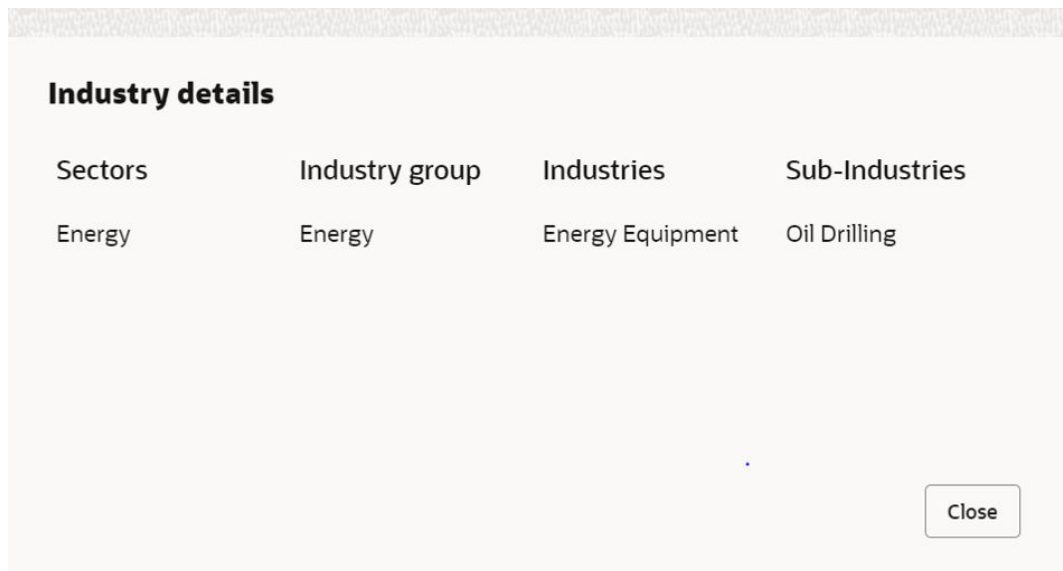 Industry details
Sectors Industry group Industries Sub-Industries
Energy Energy Energy Equipment Oil Drilling
Close